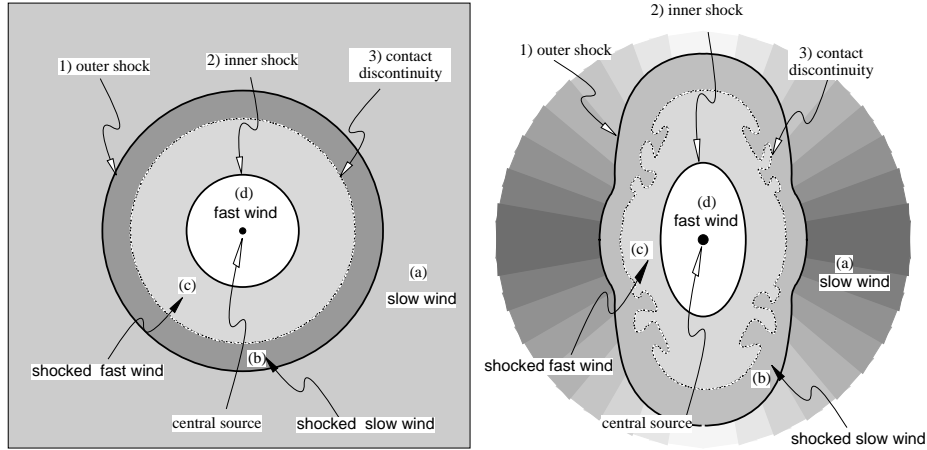 1) outer shock
2) inner shock
3) contact
discontinuity
(d)
fast wind
(c)
(a)
slow wind
(b)
shocked fast wind
central source
shocked slow wind
2) inner shock
1) outer shock
3) contact
discontinuity
(d)
fast wind
(c)
(a)
slow wind
shocked fast wind
(b)
central source
shocked slow wind